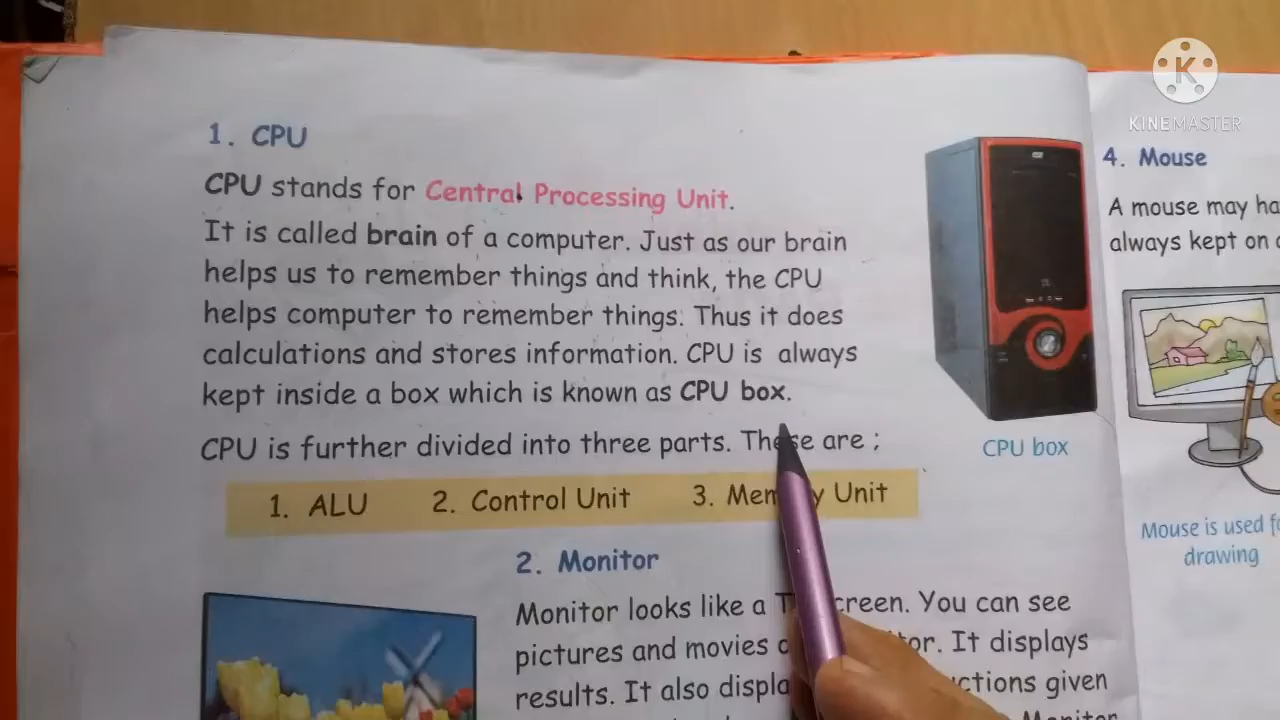 1. CPU
CPU stands for Central Processing Unit.
It is called brain of a computer. Just as our brain
helps us to remember things and think, the CPU
helps computer to remember things. Thus it does
calculations and stores information. CPU is always
kept inside a box which is known as CPU box.
CPU is further divided into three parts. These are ;
1. ALU 2. Control Unit 3. Memory Unit
CPU box
2. Monitor
Monitor looks like a screen. You can see
pictures and movies It displays
results. It also given
Monitor
4. Mouse
A mouse may
always kept on
Mouse is used
drawing
K
KINEMASTER